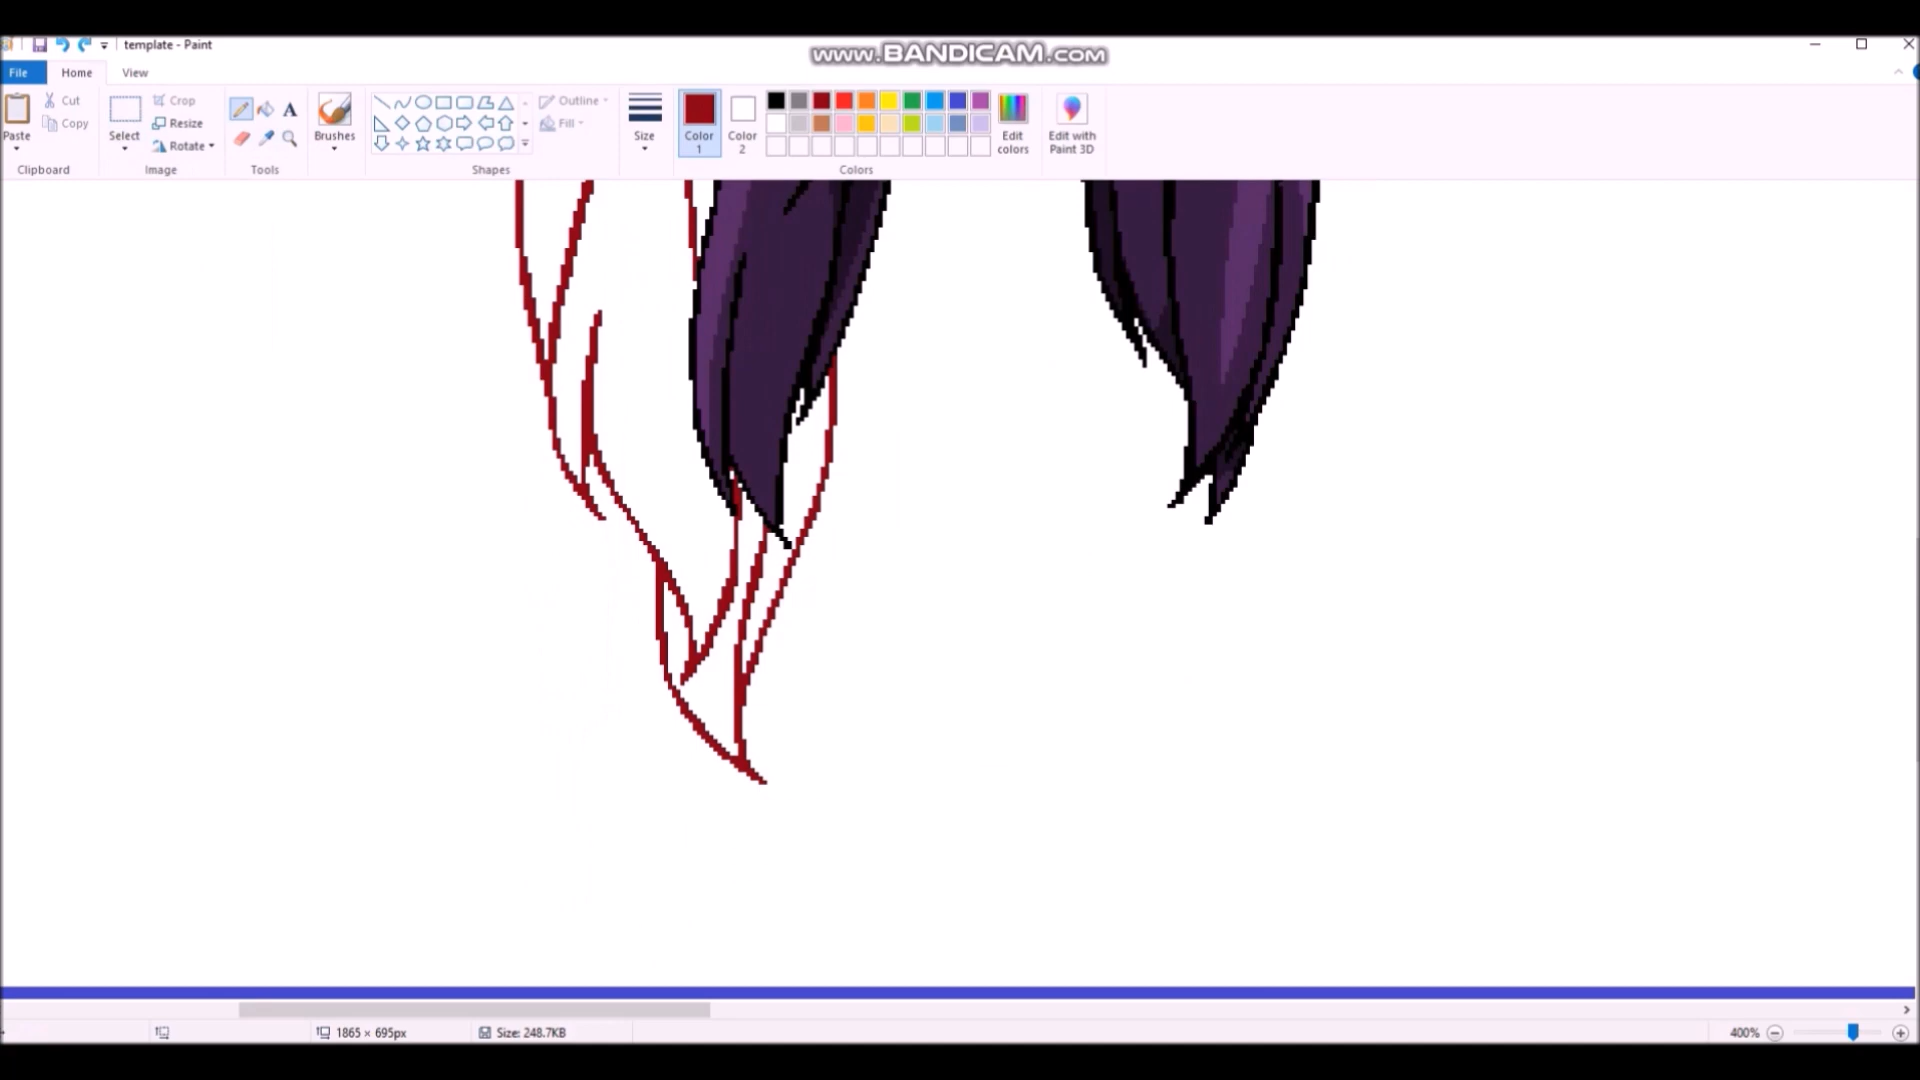 template - Paint
www.BANDICAM.com
File Home View
Paste
Cut
Copy
Clipboard
Select
Crop
Resize
Rotate
Image
A
Tools
Brushes
Outline
Fill
Shapes
Size
Color 1
Color 2
Edit colors
Colors
Edit with Paint 3D
1865 × 695px
Size: 248.7KB
400%